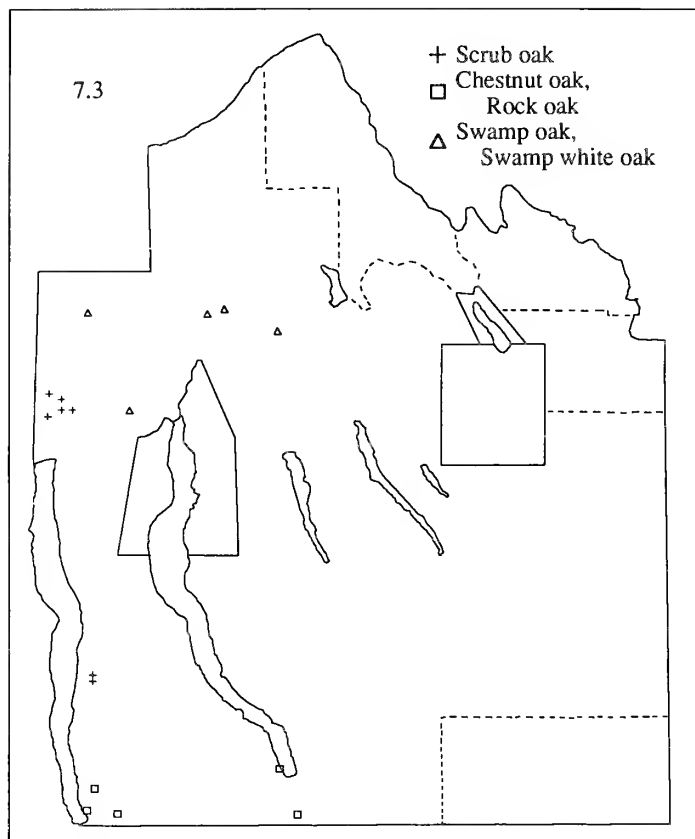 7.3
Scrub oak
Chestnut oak,
Rock oak
Swamp oak,
Swamp white oak